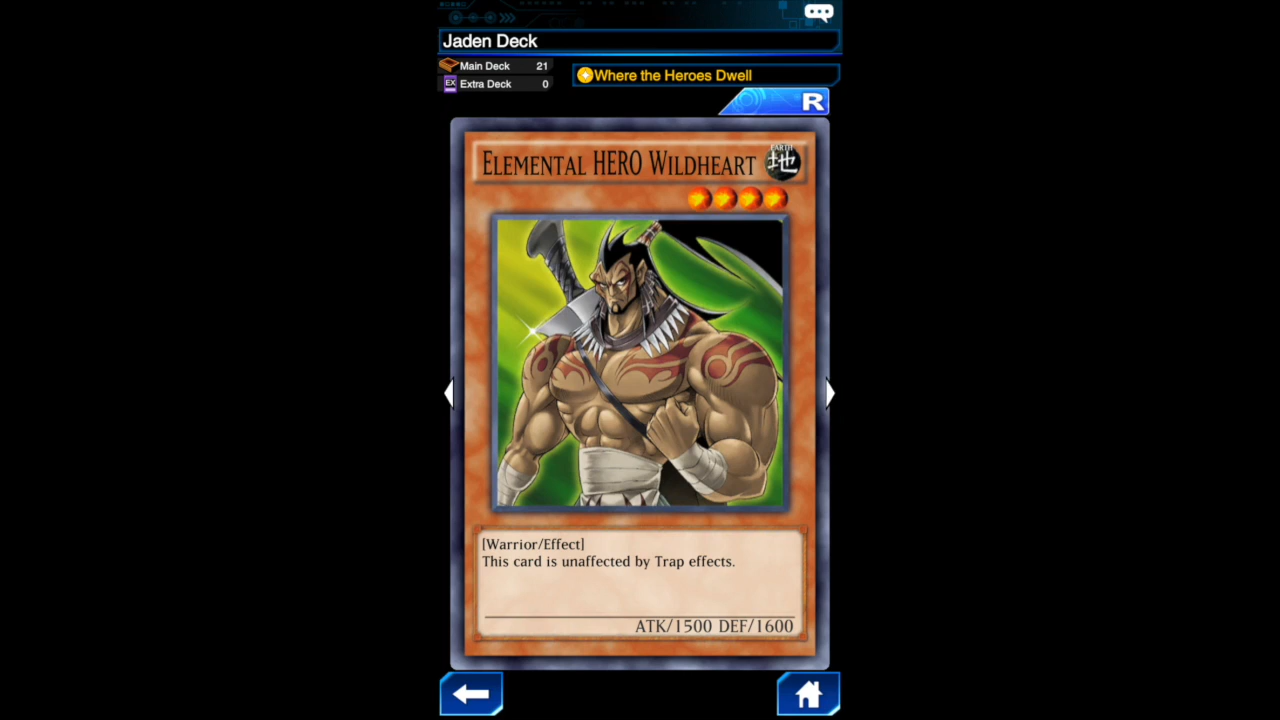 Jaden Deck
Main Deck 21
Where the Heroes Dwell
EX Extra Deck 0
R
ELEMENTAL HERO WILDHEART
EARTH
地
[Warrior/Effect]
This card is unaffected by Trap effects.
ATK/1500 DEF/1600